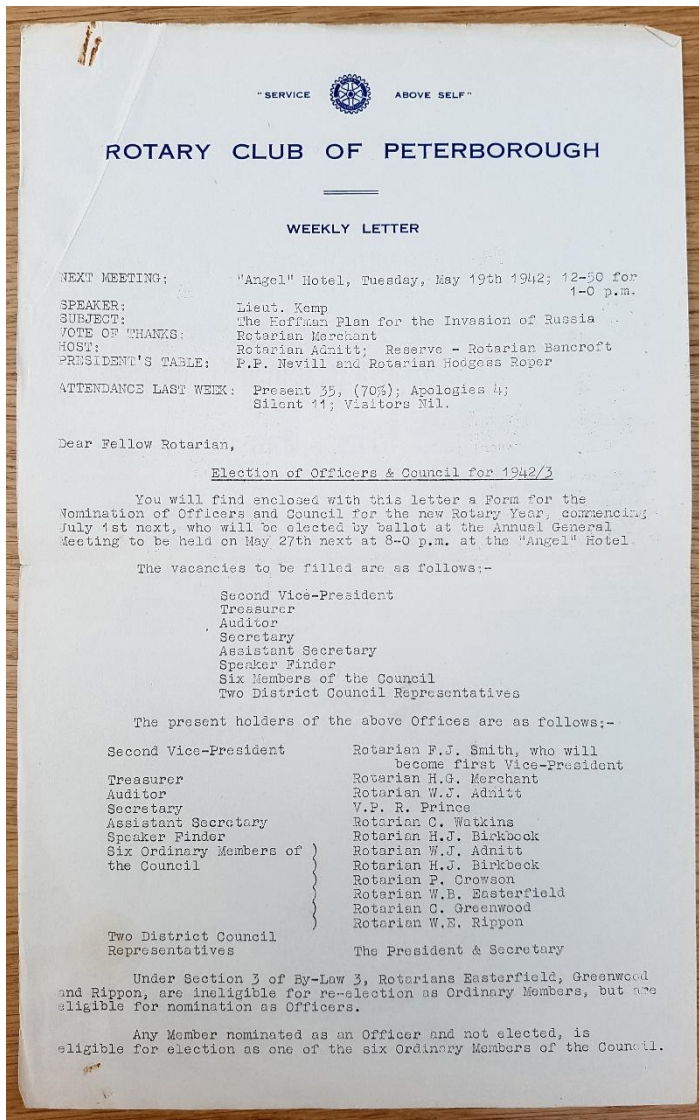 "SERVICE ABOVE SELF"
ROTARY CLUB OF PETERBOROUGH
WEEKLY LETTER
NEXT MEETING: "Angel" Hotel, Tuesday, May 19th 1942; 12-50 for
1-0 p.m.
SPEAKER: Lieut. Kemp
SUBJECT: The Hoffman Plan for the Invasion of Russia
VOTE OF THANKS: Rotarian Merchant
HOST: Rotarian Adnitt; Reserve - Rotarian Bancroft
PRESIDENT'S TABLE: P.P. Nevill and Rotarian Hodgess Roper
ATTENDANCE LAST WEEK: Present 35, (70%); Apologies 4;
Silent 11; Visitors Nil.
Dear Fellow Rotarian,
Election of Officers & Council for 1942/3
You will find enclosed with this letter a Form for the
Nomination of Officers and Council for the new Rotary Year, commencing
July 1st next, who will be elected by ballot at the Annual General
Meeting to be held on May 27th next at 8-0 p.m. at the "Angel" Hotel.
The vacancies to be filled are as follows:-
Second Vice-President
Treasurer
Auditor
Secretary
Assistant Secretary
Speaker Finder
Six Members of the Council
Two District Council Representatives
The present holders of the above Offices are as follows:-
Second Vice-President Rotarian F.J. Smith, who will
become first Vice-President
Treasurer Rotarian H.G. Merchant
Auditor Rotarian W.J. Adnitt
Secretary V.P. R. Prince
Assistant Secretary Rotarian C. Watkins
Speaker Finder Rotarian H.J. Birkbeck
Six Ordinary Members of ) Rotarian W.J. Adnitt
the Council Rotarian H.J. Birkbeck
Rotarian P. Crowson
Rotarian W.B. Easterfield
Rotarian C. Greenwood
Rotarian W.E. Rippon
Two District Council
Representatives The President & Secretary
Under Section 3 of By-Law 3, Rotarians Easterfield, Greenwood
and Rippon, are ineligible for re-election as Ordinary Members, but are
eligible for nomination as Officers.
Any Member nominated as an Officer and not elected, is
eligible for election as one of the six Ordinary Members of the Council.